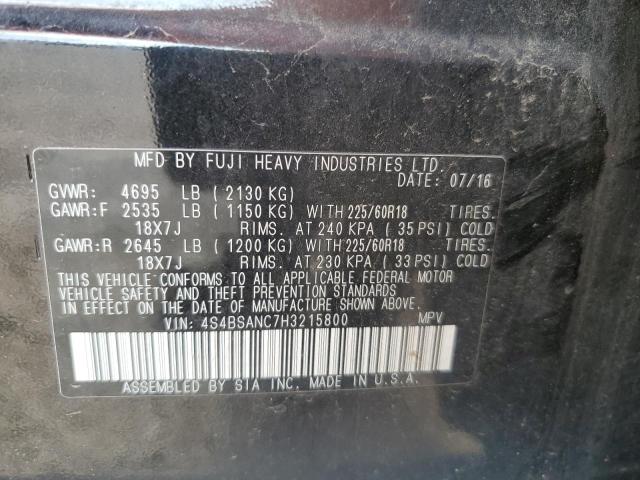 MFD BY FUJI HEAVY INDUSTRIES LTD.
DATE: 07/16
GVWR: 4695 LB (2130 KG)
GAWR:F 2535 LB (1150 KG) WITH 225/60R18 TIRES.
18X7J RIMS. AT 240 KPA (35 PSI) COLD
GAWR:R 2645 LB (1200 KG) WITH 225/60R18 TIRES.
18X7J RIMS. AT 230 KPA (33 PSI) COLD
THIS VEHICLE CONFORMS TO ALL APPLICABLE FEDERAL MOTOR
VEHICLE SAFETY AND THEFT PREVENTION STANDARDS
IN EFFECT ON THE DATE OF MANUFACTURE SHOWN ABOVE.
VIN: 4S4BSANC7H3215800 MPV
ASSEMBLED BY SIA INC. MADE IN U.S.A.